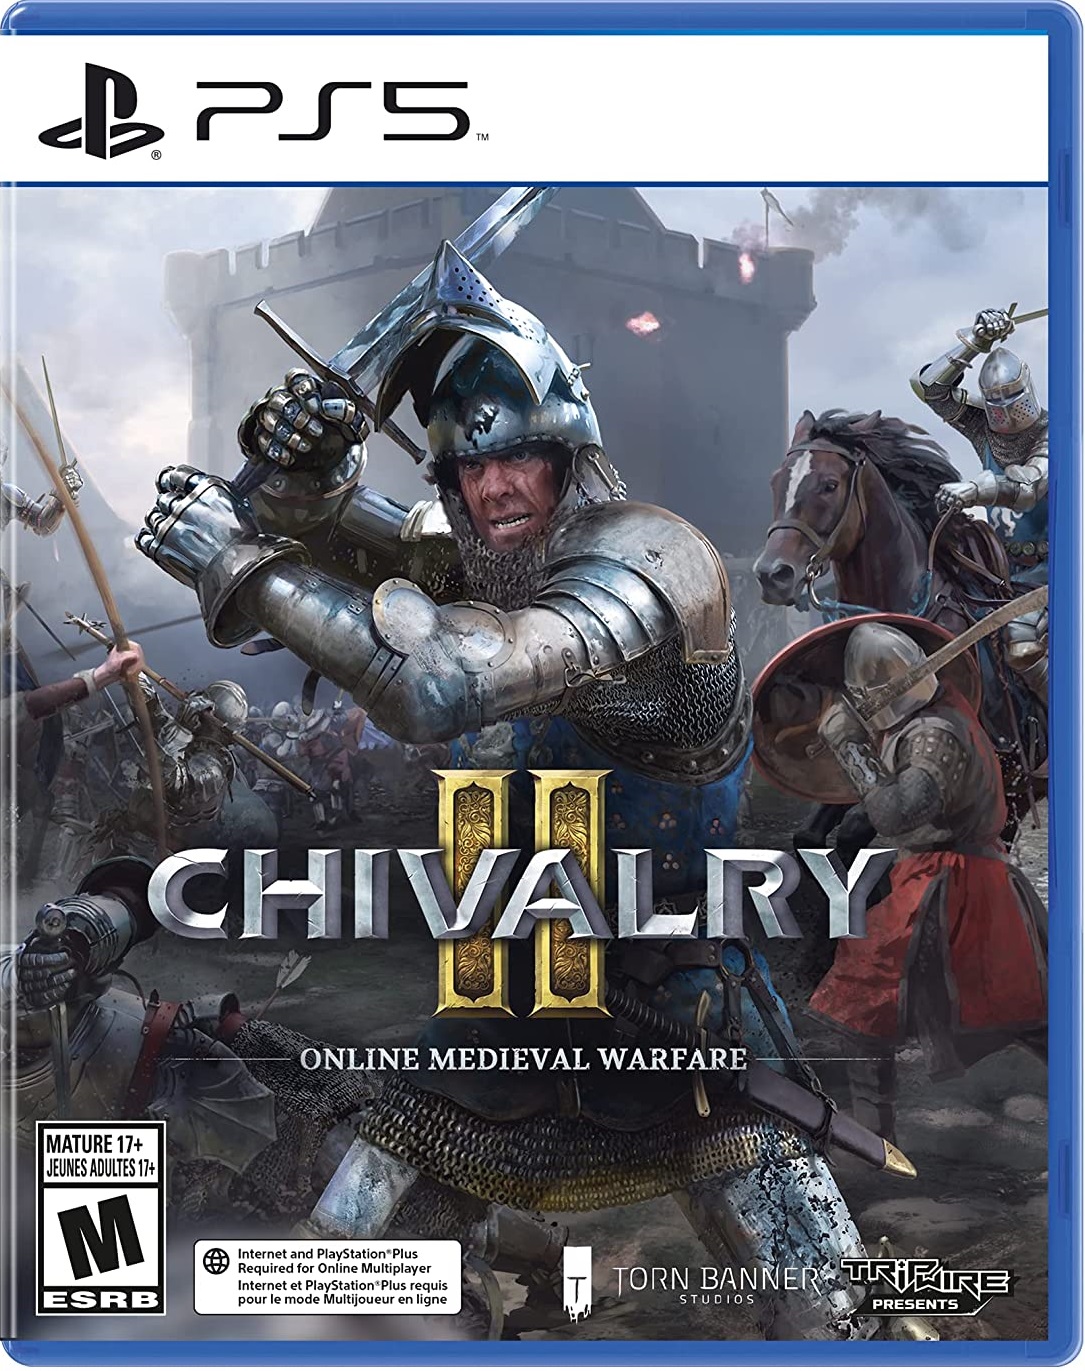 PS5™
®
CHIVALRY
II
ONLINE MEDIEVAL WARFARE
MATURE 17+
JEUNES ADULTES 17+
M
ESRB
Internet and PlayStation®Plus
Required for Online Multiplayer
Internet et PlayStation®Plus requis
pour le mode Multijoueur en ligne
T
TORN BANNER
STUDIOS
TRIPWIRE
PRESENTS